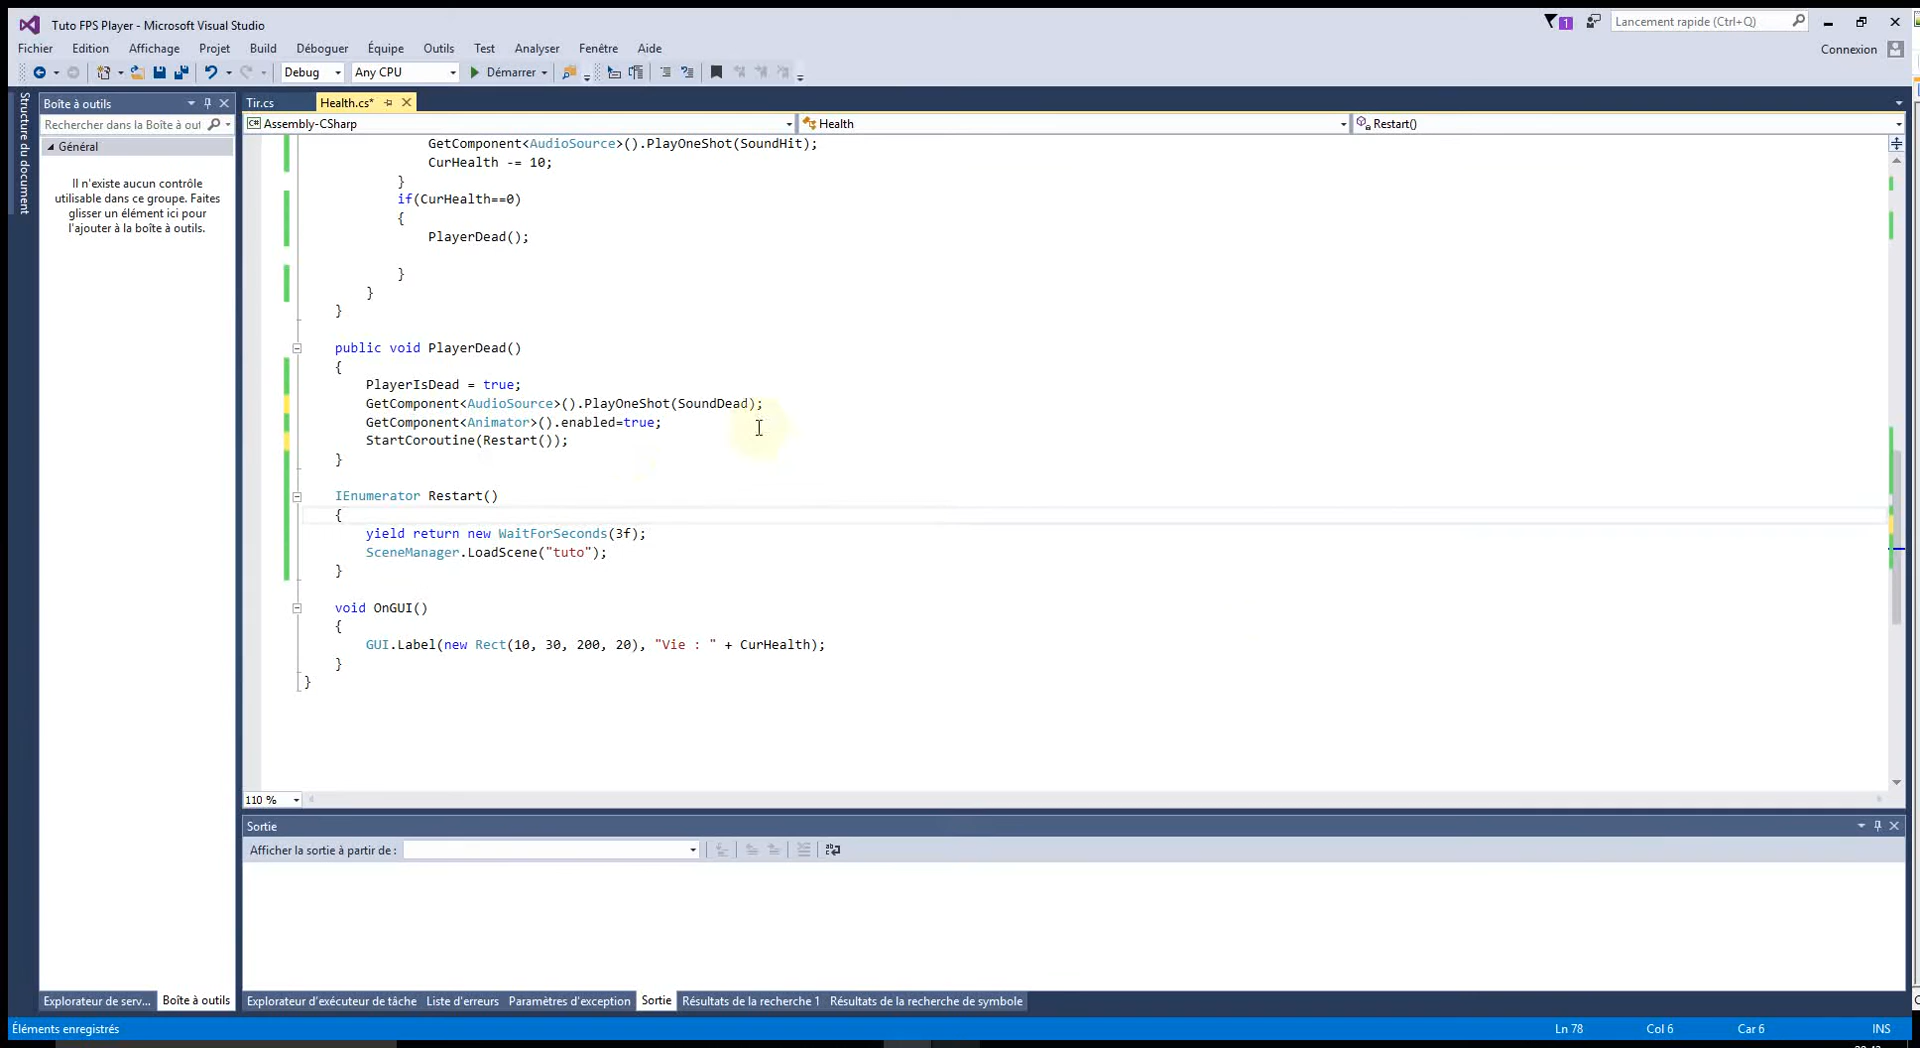 Tuto FPS Player - Microsoft Visual Studio
1
Lancement rapide (Ctrl+Q)
Fichier Edition Affichage Projet Build Déboguer Équipe Outils Test Analyser Fenêtre Aide
Connexion
Debug Any CPU Démarrer
Structure du document
Boîte à outils
Rechercher dans la Boîte à out
Général
Il n'existe aucun contrôle
utilisable dans ce groupe. Faites
glisser un élément ici pour
l'ajouter à la boîte à outils.
Tir.cs Health.cs*
Assembly-CSharp Health Restart()
GetComponent<AudioSource>().PlayOneShot(SoundHit);
CurHealth -= 10;
}
if(CurHealth==0)
{
PlayerDead();
}
}
}
public void PlayerDead()
{
PlayerIsDead = true;
GetComponent<AudioSource>().PlayOneShot(SoundDead);
GetComponent<Animator>().enabled=true;
StartCoroutine(Restart());
}
IEnumerator Restart()
{
yield return new WaitForSeconds(3f);
SceneManager.LoadScene("tuto");
}
void OnGUI()
{
GUI.Label(new Rect(10, 30, 200, 20), "Vie : " + CurHealth);
}
}
110 %
Sortie
Afficher la sortie à partir de :
Explorateur de serv... Boîte à outils
Explorateur d'exécuteur de tâche Liste d'erreurs Paramètres d'exception Sortie Résultats de la recherche 1 Résultats de la recherche de symbole
Éléments enregistrés
Ln 78 Col 6 Car 6 INS